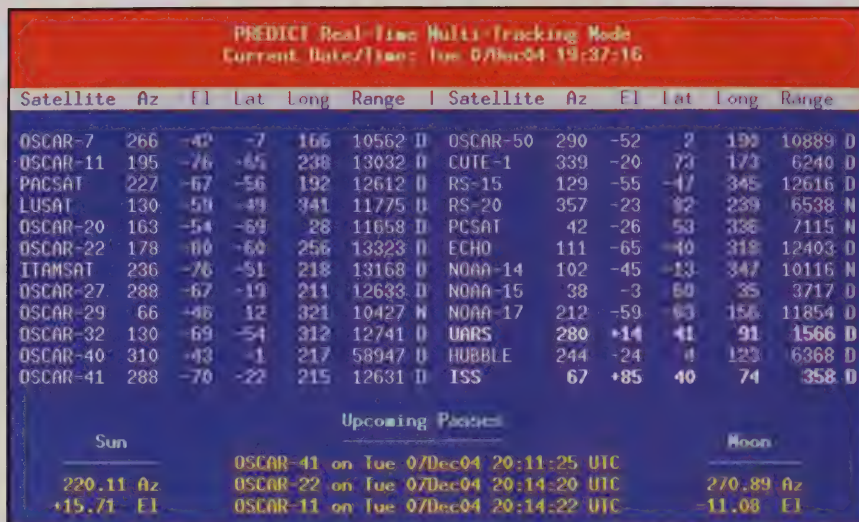 PREDICT Real-Time Multi-Tracking Mode
Current Date/Time: Tue 07Dec04 19:37:16
Satellite Az El Lat Long Range | Satellite Az El Lat Long Range
OSCAR-7 266 -42 -7 166 10562 D OSCAR-50 290 -52 2 190 10889 D
OSCAR-11 195 -76 -65 238 13032 D CUTE-1 339 -20 73 173 6240 D
PACSAT 227 -67 -56 192 12612 D RS-15 129 -55 -47 345 12616 D
LUSAT 130 -59 -49 341 11775 D RS-20 357 -23 82 239 6538 N
OSCAR-20 163 -54 -69 28 11658 D PCSAT 42 -26 53 336 7115 N
OSCAR-22 178 -80 -60 256 13323 D ECHO 111 -65 -40 318 12403 D
ITAMSAT 236 -76 -51 218 13168 D NOAA-14 102 -45 -13 347 10116 N
OSCAR-27 288 -67 -19 211 12633 D NOAA-15 38 -3 60 35 3717 D
OSCAR-29 66 -46 12 321 10427 N NOAA-17 212 -59 156 11854 D
OSCAR-32 130 -69 -54 312 12741 D UARS 280 +14 41 91 1566 D
OSCAR-40 310 -43 -1 217 58947 D HUBBLE 244 -24 4 123 6368 D
OSCAR-41 288 -70 -22 215 12631 D ISS 67 +85 40 74 358 D
Upcoming Passes
Sun Moon
OSCAR-41 on Tue 07Dec04 20:11:25 UTC
220.11 Az OSCAR-22 on Tue 07Dec04 20:14:20 UTC 270.89 Az
+15.71 El OSCAR-11 on Tue 07Dec04 20:14:22 UTC -11.08 El